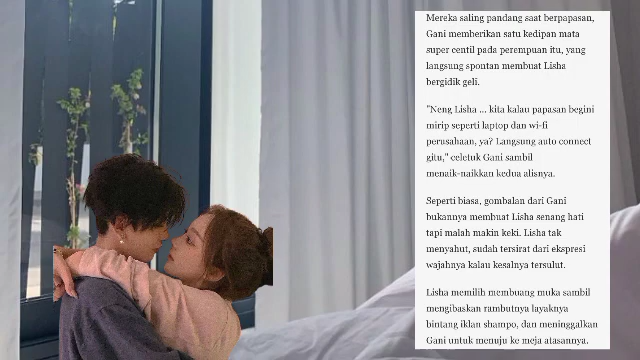 Mereka saling pandang saat berpapasan,
Gani memberikan satu kedipan mata
super centil pada perempuan itu, yang
langsung spoutan membuat Lisha
bergidik geli.
"Neng Lisha ... kita kalau papasan begini
mirip seperti laptop dan wi-fi
perusahaan, ya? Langsung auto connect
gitu," celetuk Gani sambil
menaik-naikkan kedua alisnya.
Seperti biasa, gombalan dari Gani
bukannya membuat Lisha senang hati
tapi malah makin keki. Lisha tak
menyahut, sudah tersirat dari ekspresi
wajahnya kalau kesalnya tersulut.
Lisha memilih membuang muka sambil
mengibaskan rambutnya layaknya
bintang iklan shampo, dan meninggalkan
Gani untuk menuju ke meja atasannya.